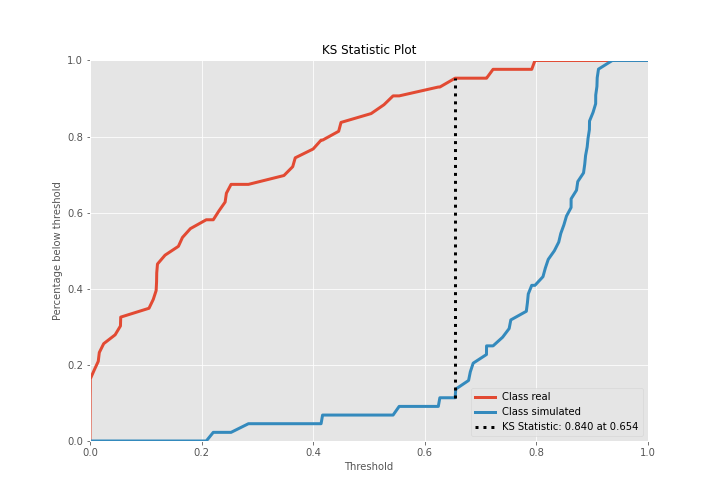 KS Statistic Plot
Percentage below threshold
1.0
0.8
0.6
0.4
0.2
0.0
0.0 0.2 0.4 0.6 0.8 1.0
Threshold
Class real
Class simulated
KS Statistic: 0.840 at 0.654